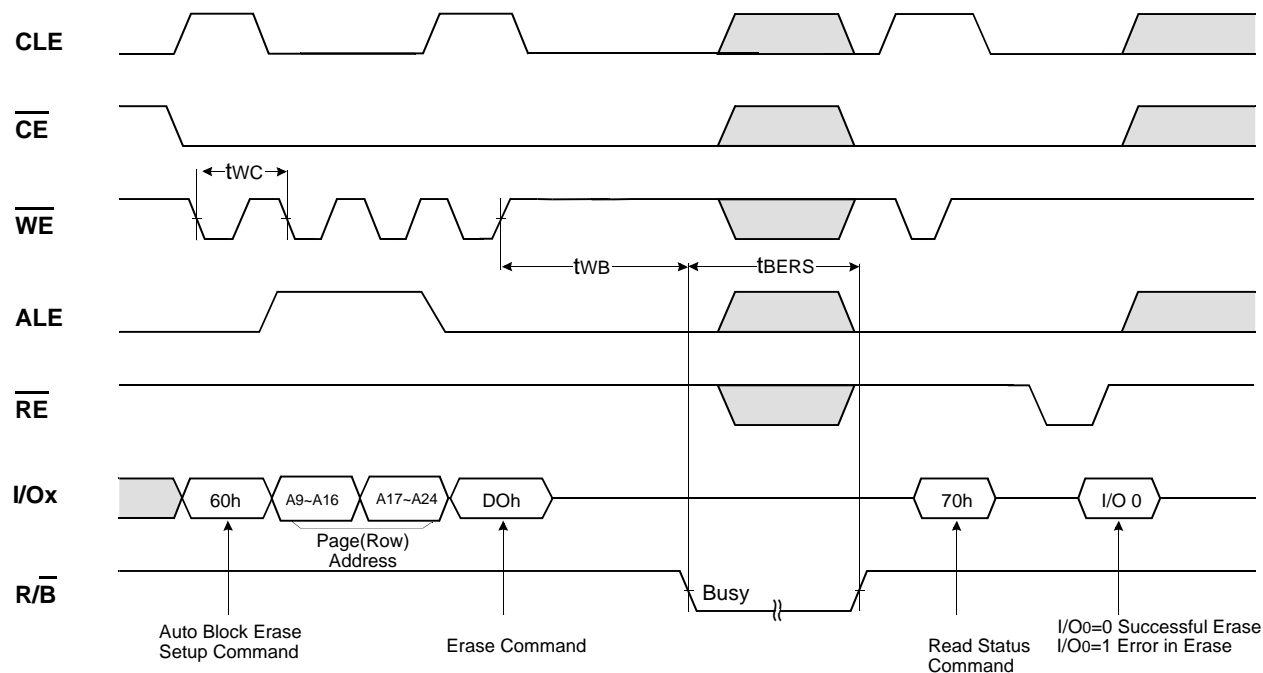 CLE
CE
tWC
WE
tWB
tBERS
ALE
RE
I/Ox
60h
A9~A16
A17~A24
DOh
70h
I/O 0
Page(Row)
Address
R/B
Busy
Auto Block Erase
Setup Command
Erase Command
Read Status
Command
I/O0=0 Successful Erase
I/O0=1 Error in Erase